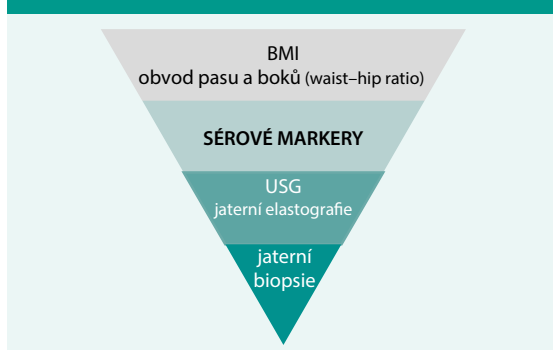 BMI
obvod pasu a boků (waist–hip ratio)
SÉROVÉ MARKERY
USG
jaterní elastografie
jaterní
biopsie